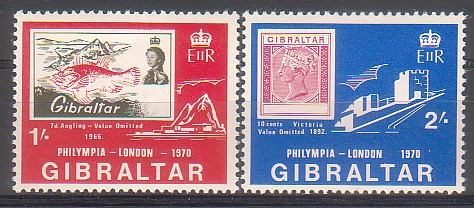 EIIR
Gibraltar
7d Angling – Value Omitted
1966.
1/-
PHILYMPIA – LONDON – 1970
GIBRALTAR
GIBRALTAR
EIIR
10 cents Victoria
Value Omitted 1892.
2/-
PHILYMPIA – LONDON 1970
GIBRALTAR